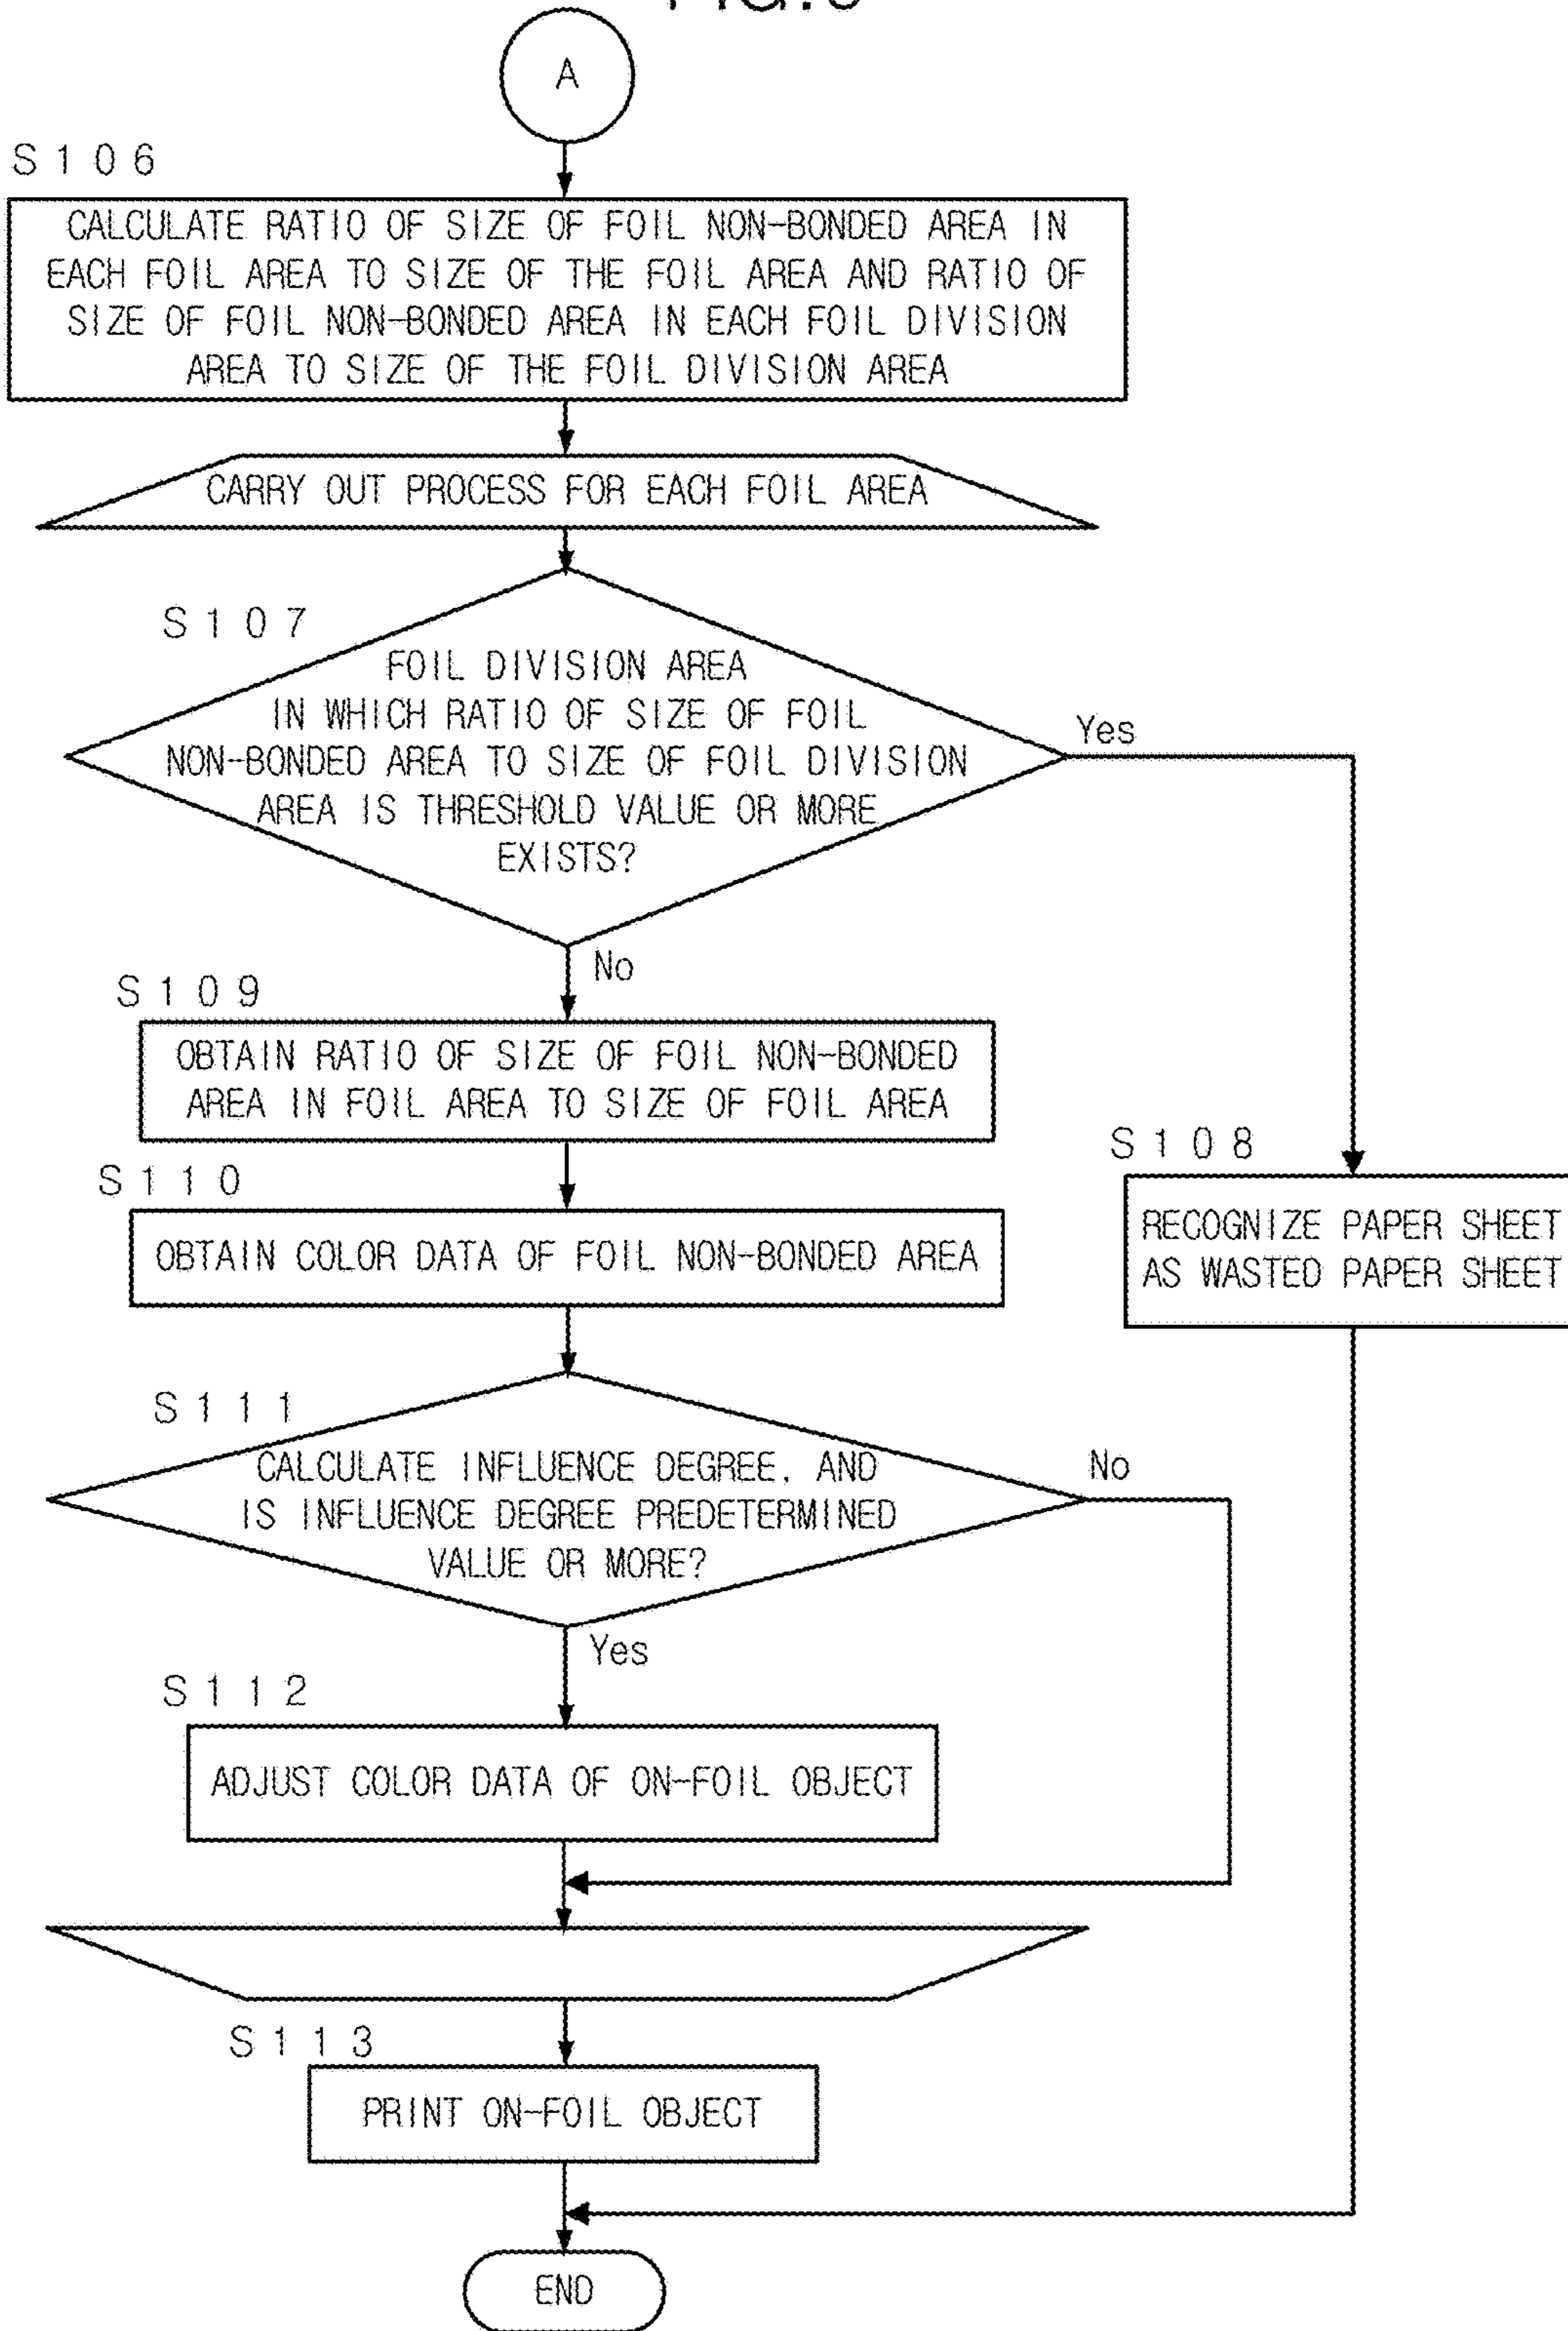 A
S106
CALCULATE RATIO OF SIZE OF FOIL NON-BONDED AREA IN
EACH FOIL AREA TO SIZE OF THE FOIL AREA AND RATIO OF
SIZE OF FOIL NON-BONDED AREA IN EACH FOIL DIVISION
AREA TO SIZE OF THE FOIL DIVISION AREA
CARRY OUT PROCESS FOR EACH FOIL AREA
S107
FOIL DIVISION AREA
IN WHICH RATIO OF SIZE OF FOIL
NON-BONDED AREA TO SIZE OF FOIL DIVISION
AREA IS THRESHOLD VALUE OR MORE
EXISTS?
Yes
No
S109
OBTAIN RATIO OF SIZE OF FOIL NON-BONDED
AREA IN FOIL AREA TO SIZE OF FOIL AREA
S108
RECOGNIZE PAPER SHEET
AS WASTED PAPER SHEET
S110
OBTAIN COLOR DATA OF FOIL NON-BONDED AREA
S111
CALCULATE INFLUENCE DEGREE, AND
IS INFLUENCE DEGREE PREDETERMINED
VALUE OR MORE?
No
Yes
S112
ADJUST COLOR DATA OF ON-FOIL OBJECT
S113
PRINT ON-FOIL OBJECT
END